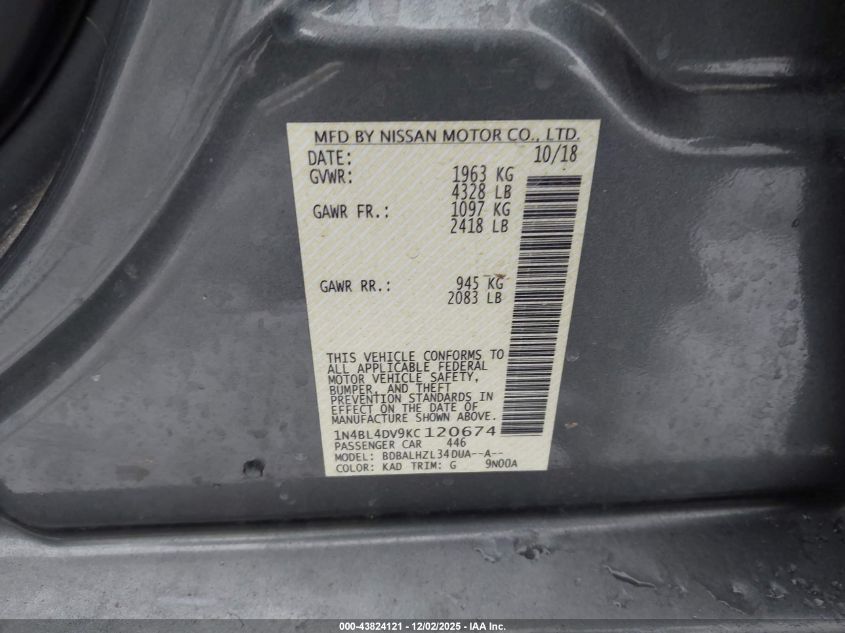 MFD BY NISSAN MOTOR CO., LTD.
DATE: 10/18
GVWR: 1963 KG
4328 LB
GAWR FR.: 1097 KG
2418 LB
GAWR RR.: 945 KG
2083 LB
THIS VEHICLE CONFORMS TO
ALL APPLICABLE FEDERAL
MOTOR VEHICLE SAFETY,
BUMPER, AND THEFT
PREVENTION STANDARDS IN
EFFECT ON THE DATE OF
MANUFACTURE SHOWN ABOVE.
1N4BL4DV9KC120674
PASSENGER CAR 446
MODEL: BDBALHZL34DUA--A--
COLOR: KAD TRIM: G 9N00A
000-43824121 - 12/02/2025 - IAA Inc.